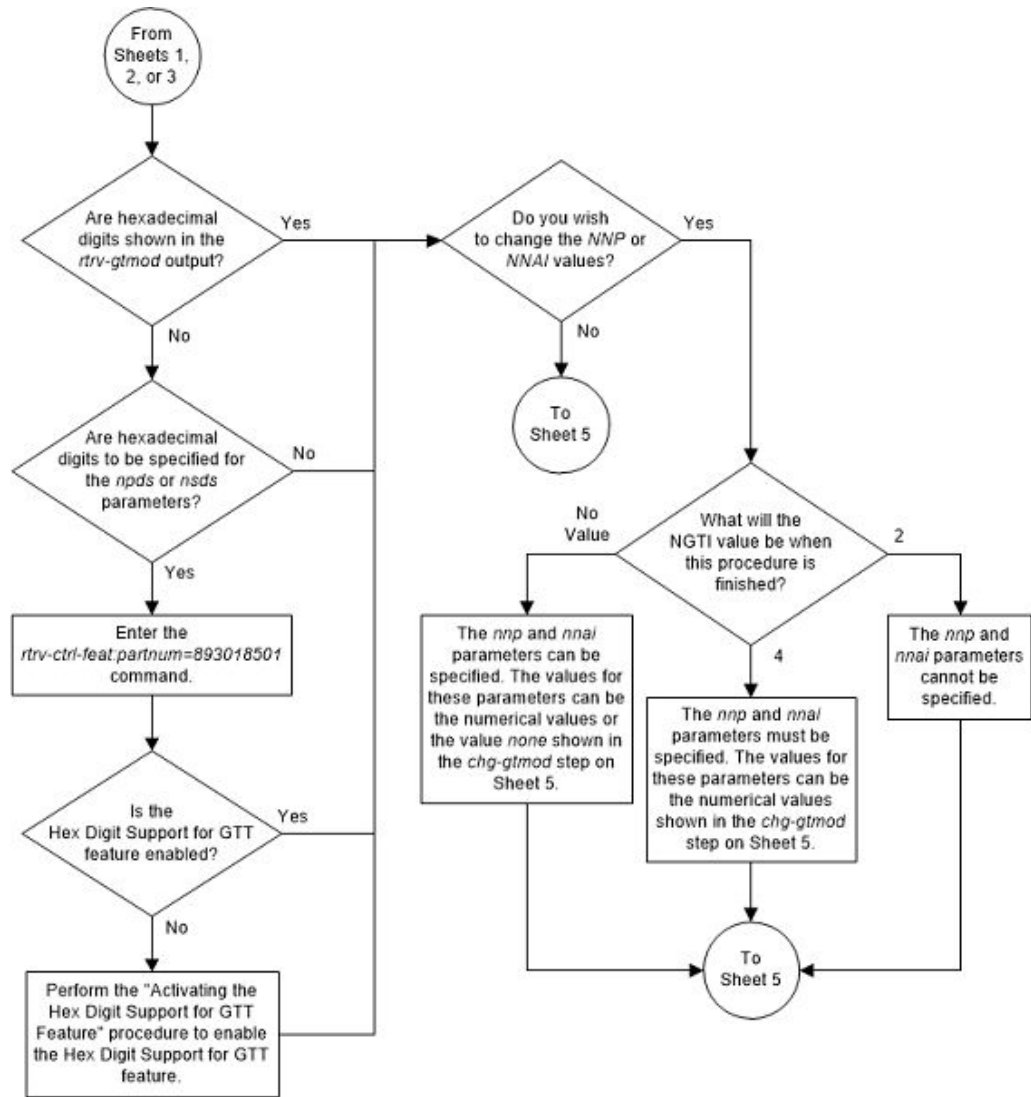 From
Sheets 1,
2, or 3
Are hexadecimal
digits shown in the
rtrv-gtmod output?
Yes
No
Are hexadecimal
digits to be specified for
the npds or nsds
parameters?
No
Yes
Enter the
rtrv-ctrl-feat:partnum=893018501
command.
Is the
Hex Digit Support for GTT
feature enabled?
Yes
No
Perform the "Activating the
Hex Digit Support for GTT
Feature" procedure to enable
the Hex Digit Support for GTT
feature.
Do you wish
to change the NNP or
NNAI values?
Yes
No
To
Sheet 5
What will the
NGTI value be when
this procedure is
finished?
No
Value
2
4
The nnp and nnai
parameters can be
specified. The values for
these parameters can be
the numerical values or
the value none shown in
the chg-gtmod step on
Sheet 5.
The nnp and nnai
parameters must be
specified. The values for
these parameters can be
the numerical values
shown in the chg-gtmod
step on Sheet 5.
The nnp and
nnai parameters
cannot be
specified.
To
Sheet 5